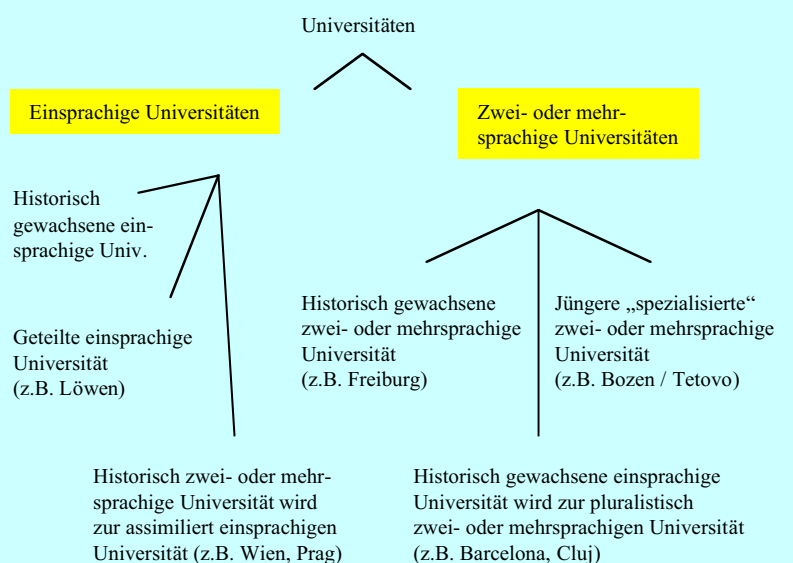 Universitäten
Einsprachige Universitäten
Zwei- oder mehr-
sprachige Universitäten
Historisch
gewachsene ein-
sprachige Univ.
Geteilte einsprachige
Universität
(z.B. Löwen)
Historisch gewachsene
zwei- oder mehrsprachige
Universität
(z.B. Freiburg)
Jüngere „spezialisierte“
zwei- oder mehrsprachige
Universität
(z.B. Bozen / Tetovo)
Historisch zwei- oder mehr-
sprachige Universität wird
zur assimiliert einsprachigen
Universität (z.B. Wien, Prag)
Historisch gewachsene einsprachige
Universität wird zur pluralistisch
zwei- oder mehrsprachigen Universität
(z.B. Barcelona, Cluj)